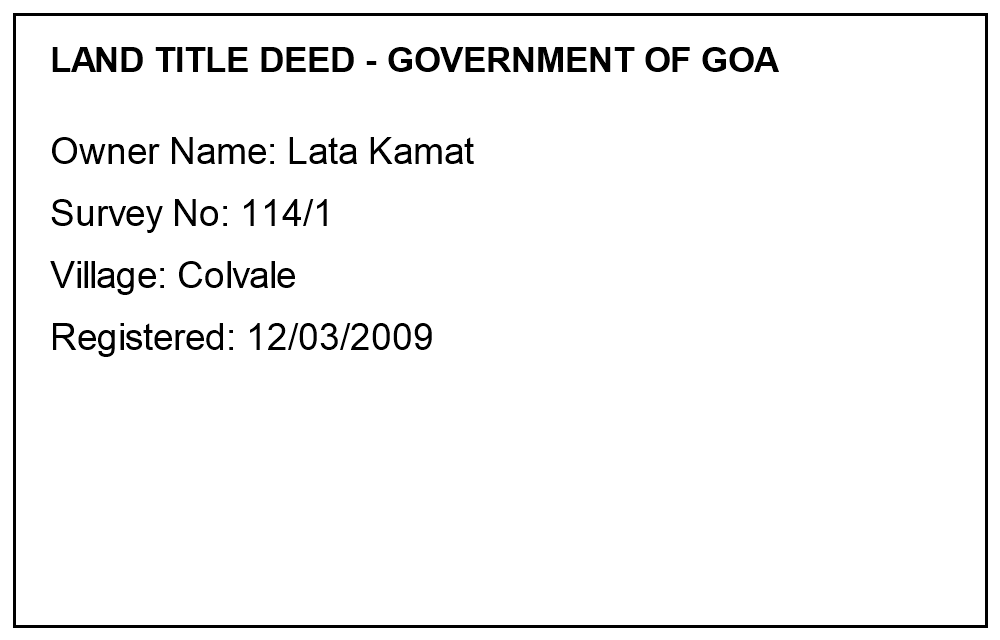 LAND TITLE DEED - GOVERNMENT OF GOA
Owner Name: Lata Kamat
Survey No: 114/1
Village: Colvale
Registered: 12/03/2009